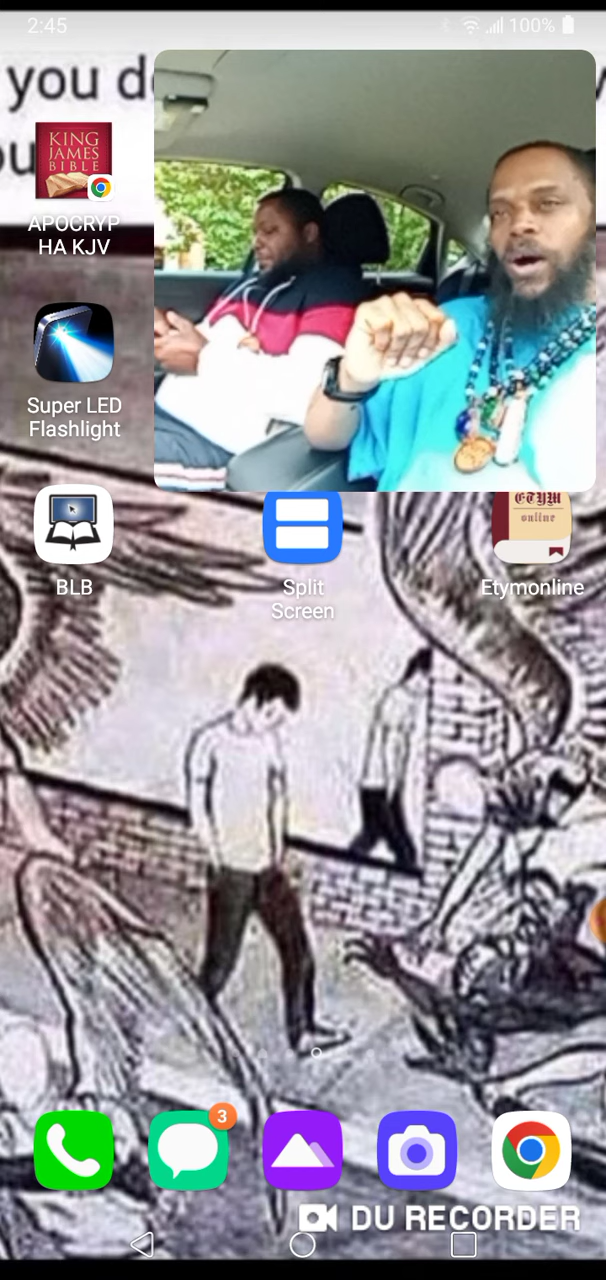 2:45
100%
you d
KING
JAMES
BIBLE
APOCRYP
HA KJV
Super LED
Flashlight
BLB
Split
Screen
ETYM
online
Etymonline
3
DU RECORDER